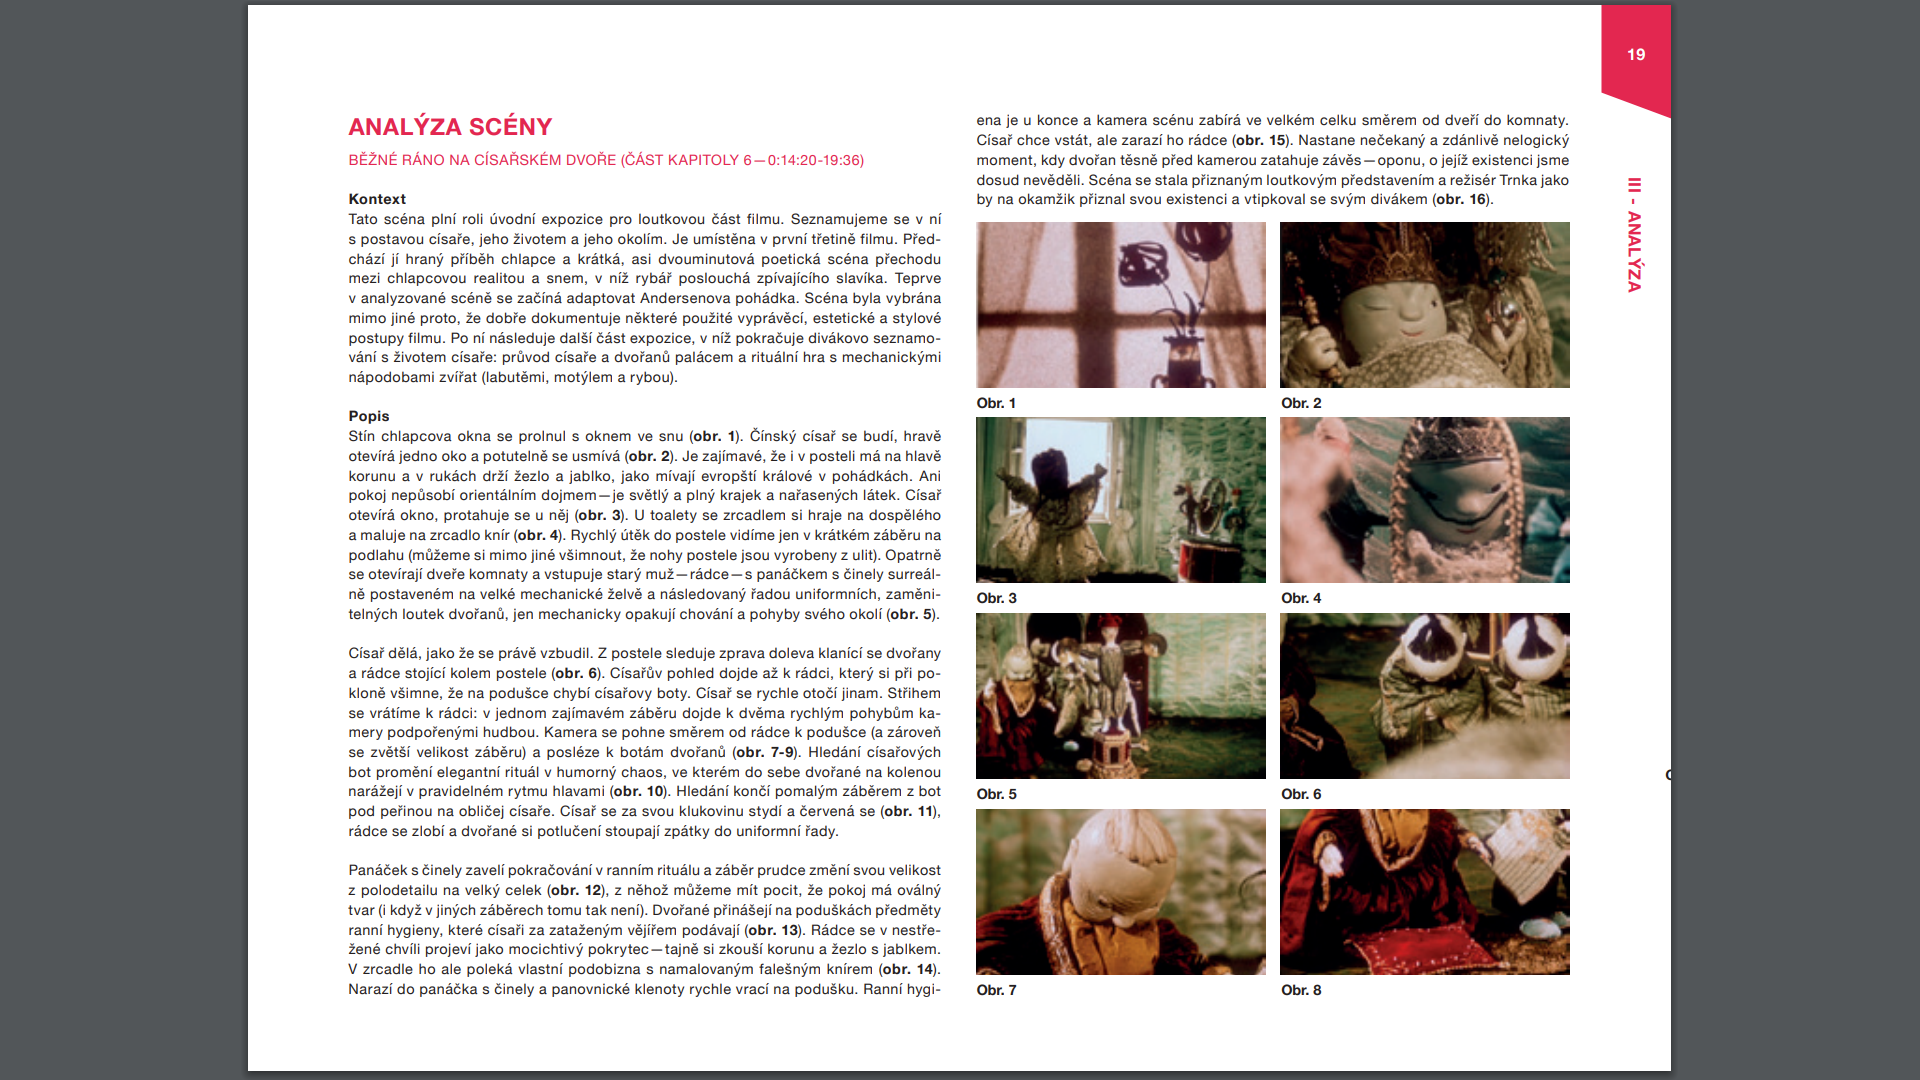 19
III - ANALÝZA
ANALÝZA SCÉNY
BĚŽNÉ RÁNO NA CÍSAŘSKÉM DVOŘE (ČÁST KAPITOLY 6 — 0:14:20-19:36)
Kontext
Tato scéna plní roli úvodní expozice pro loutkovou část filmu. Seznamujeme se v ní
s postavou císaře, jeho životem a jeho okolím. Je umístěna v první třetině filmu. Před-
chází jí hraný příběh chlapce a krátká, asi dvouminutová poetická scéna přechodu
mezi chlapcovou realitou a snem, v níž rybář poslouchá zpívajícího slavíka. Teprve
v analyzované scéně se začíná adaptovat Andersenova pohádka. Scéna byla vybrána
mimo jiné proto, že dobře dokumentuje některé použité vyprávěcí, estetické a stylové
postupy filmu. Po ní následuje další část expozice, v níž pokračuje divákovo seznamo-
vání s životem císaře: průvod císaře a dvořanů palácem a rituální hra s mechanickými
nápodobami zvířat (labutěmi, motýlem a rybou).
Popis
Stín chlapcova okna se prolnul s oknem ve snu (obr. 1). Čínský císař se budí, hravě
otevírá jedno oko a potutelně se usmívá (obr. 2). Je zajímavé, že i v posteli má na hlavě
korunu a v rukách drží žezlo a jablko, jako mívají evropští králové v pohádkách. Ani
pokoj nepůsobí orientálním dojmem — je světlý a plný krajek a nařasených látek. Císař
otevírá okno, protahuje se u něj (obr. 3). U toalety se zrcadlem si hraje na dospělého
a maluje na zrcadlo knír (obr. 4). Rychlý útěk do postele vidíme jen v krátkém záběru na
podlahu (můžeme si mimo jiné všimnout, že nohy postele jsou vyrobeny z ulit). Opatrně
se otevírají dveře komnaty a vstupuje starý muž — rádce — s panáčkem s činely surreál-
ně postaveném na velké mechanické želvě a následovaný řadou uniformních, zaměni-
telných loutek dvořanů, jen mechanicky opakují chování a pohyby svého okolí (obr. 5).
Císař dělá, jako že se právě vzbudil. Z postele sleduje zprava doleva klanící se dvořany
a rádce stojící kolem postele (obr. 6). Císařův pohled dojde až k rádci, který si při po-
kloně všimne, že na podušce chybí císařovy boty. Císař se rychle otočí jinam. Střihem
se vrátíme k rádci: v jednom zajímavém záběru dojde k dvěma rychlým pohybům ka-
mery podpořenými hudbou. Kamera se pohne směrem od rádce k podušce (a zároveň
se zvětší velikost záběru) a posléze k botám dvořanů (obr. 7-9). Hledání císařových
bot promění elegantní rituál v humorný chaos, ve kterém do sebe dvořané na kolenou
narážejí v pravidelném rytmu hlavami (obr. 10). Hledání končí pomalým záběrem z bot
pod peřinou na obličej císaře. Císař se za svou klukovinu stydí a červená se (obr. 11),
rádce se zlobí a dvořané si potlučení stoupají zpátky do uniformní řady.
Panáček s činely zavelí pokračování v ranním rituálu a záběr prudce změní svou velikost
z polodetailu na velký celek (obr. 12), z něhož můžeme mít pocit, že pokoj má oválný
tvar (i když v jiných záběrech tomu tak není). Dvořané přinášejí na poduškách předměty
ranní hygieny, které císaři za zataženým vějířem podávají (obr. 13). Rádce se v nestře-
žené chvíli projeví jako mocichtivý pokrytec — tajně si zkouší korunu a žezlo s jablkem.
V zrcadle ho ale poleká vlastní podobizna s namalovaným falešným knírem (obr. 14).
Narazí do panáčka s činely a panovnické klenoty rychle vrací na podušku. Ranní hygi-
ena je u konce a kamera scénu zabírá ve velkém celku směrem od dveří do komnaty.
Císař chce vstát, ale zarazí ho rádce (obr. 15). Nastane nečekaný a zdánlivě nelogický
moment, kdy dvořan těsně před kamerou zatahuje závěs — oponu, o jejíž existenci jsme
dosud nevěděli. Scéna se stala přiznaným loutkovým představením a režisér Trnka jako
by na okamžik přiznal svou existenci a vtipkoval se svým divákem (obr. 16).
Obr. 1
Obr. 2
Obr. 3
Obr. 4
Obr. 5
Obr. 6
Obr. 7
Obr. 8